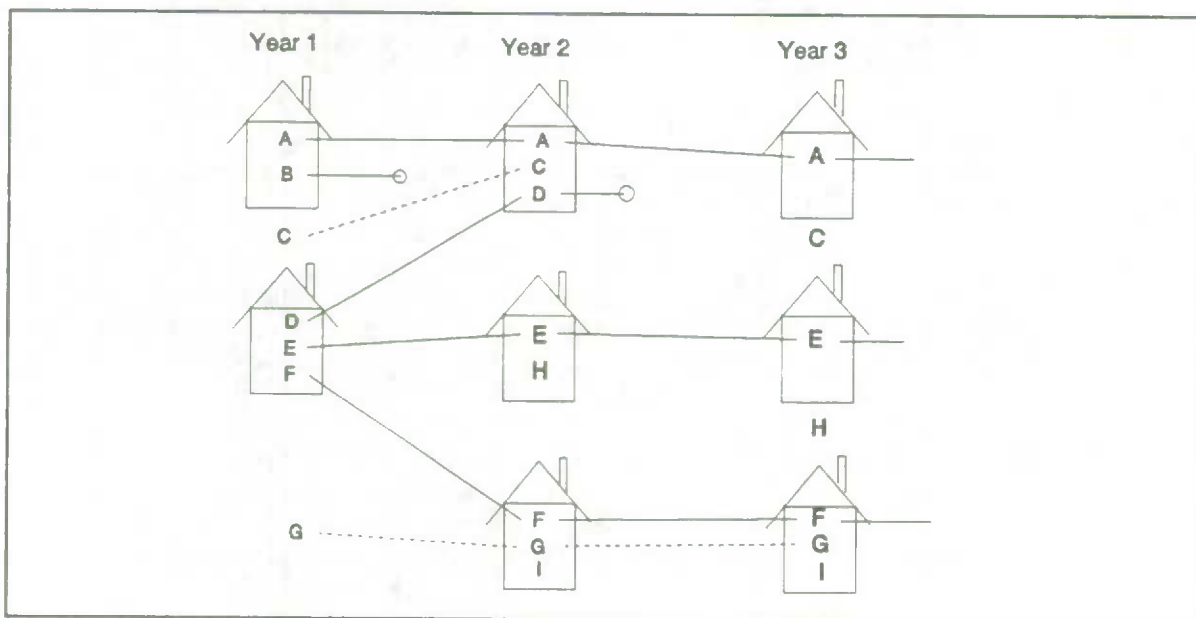 Year 1 Year 2 Year 3
A A A
B C
D
C C
D E E
E H
F H
F F
G G G
I I